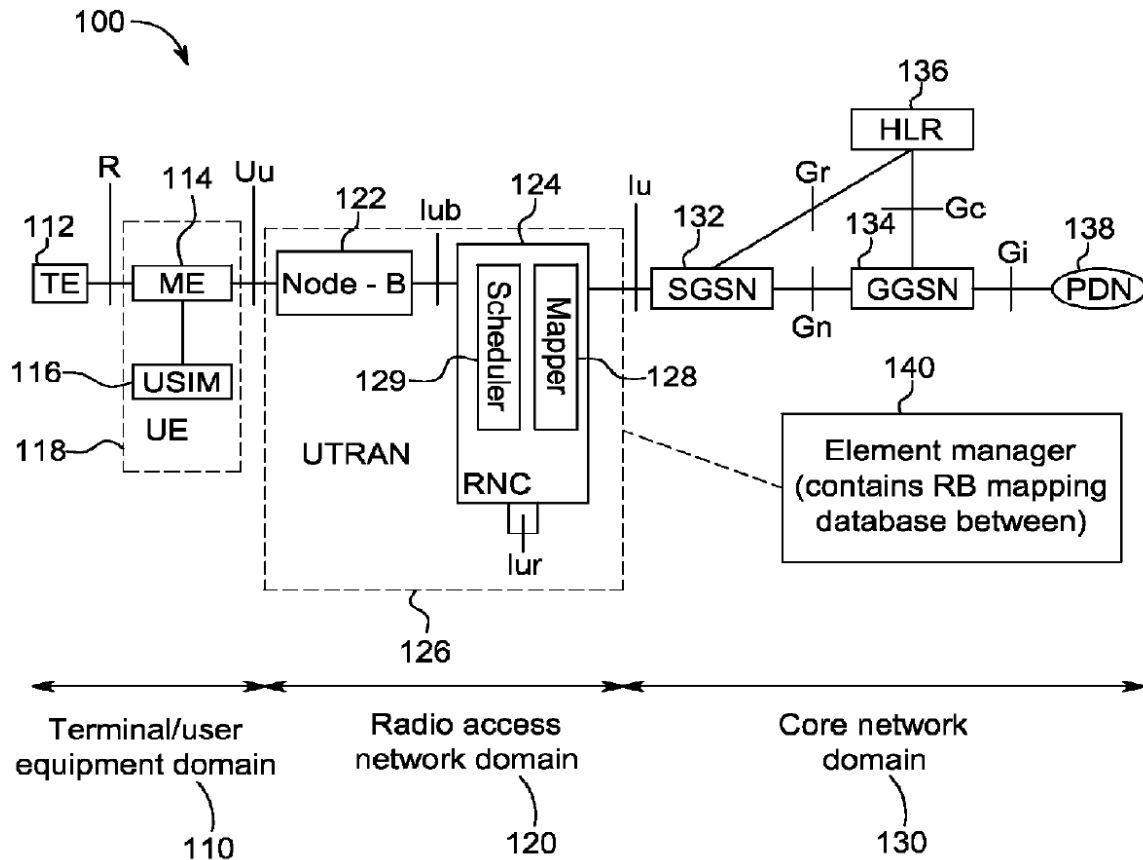 100
136
HLR
R
114
Uu
Gr
124
Iu
Iub
132
Gc
112
122
134
138
Gi
TE
ME
Node - B
Scheduler
Mapper
SGSN
GGSN
PDN
Gn
116
USIM
129
128
140
UE
118
UTRAN
RNC
Element manager
(contains RB mapping
database between)
Iur
126
Terminal/user
equipment domain
Radio access
network domain
Core network
domain
110
120
130